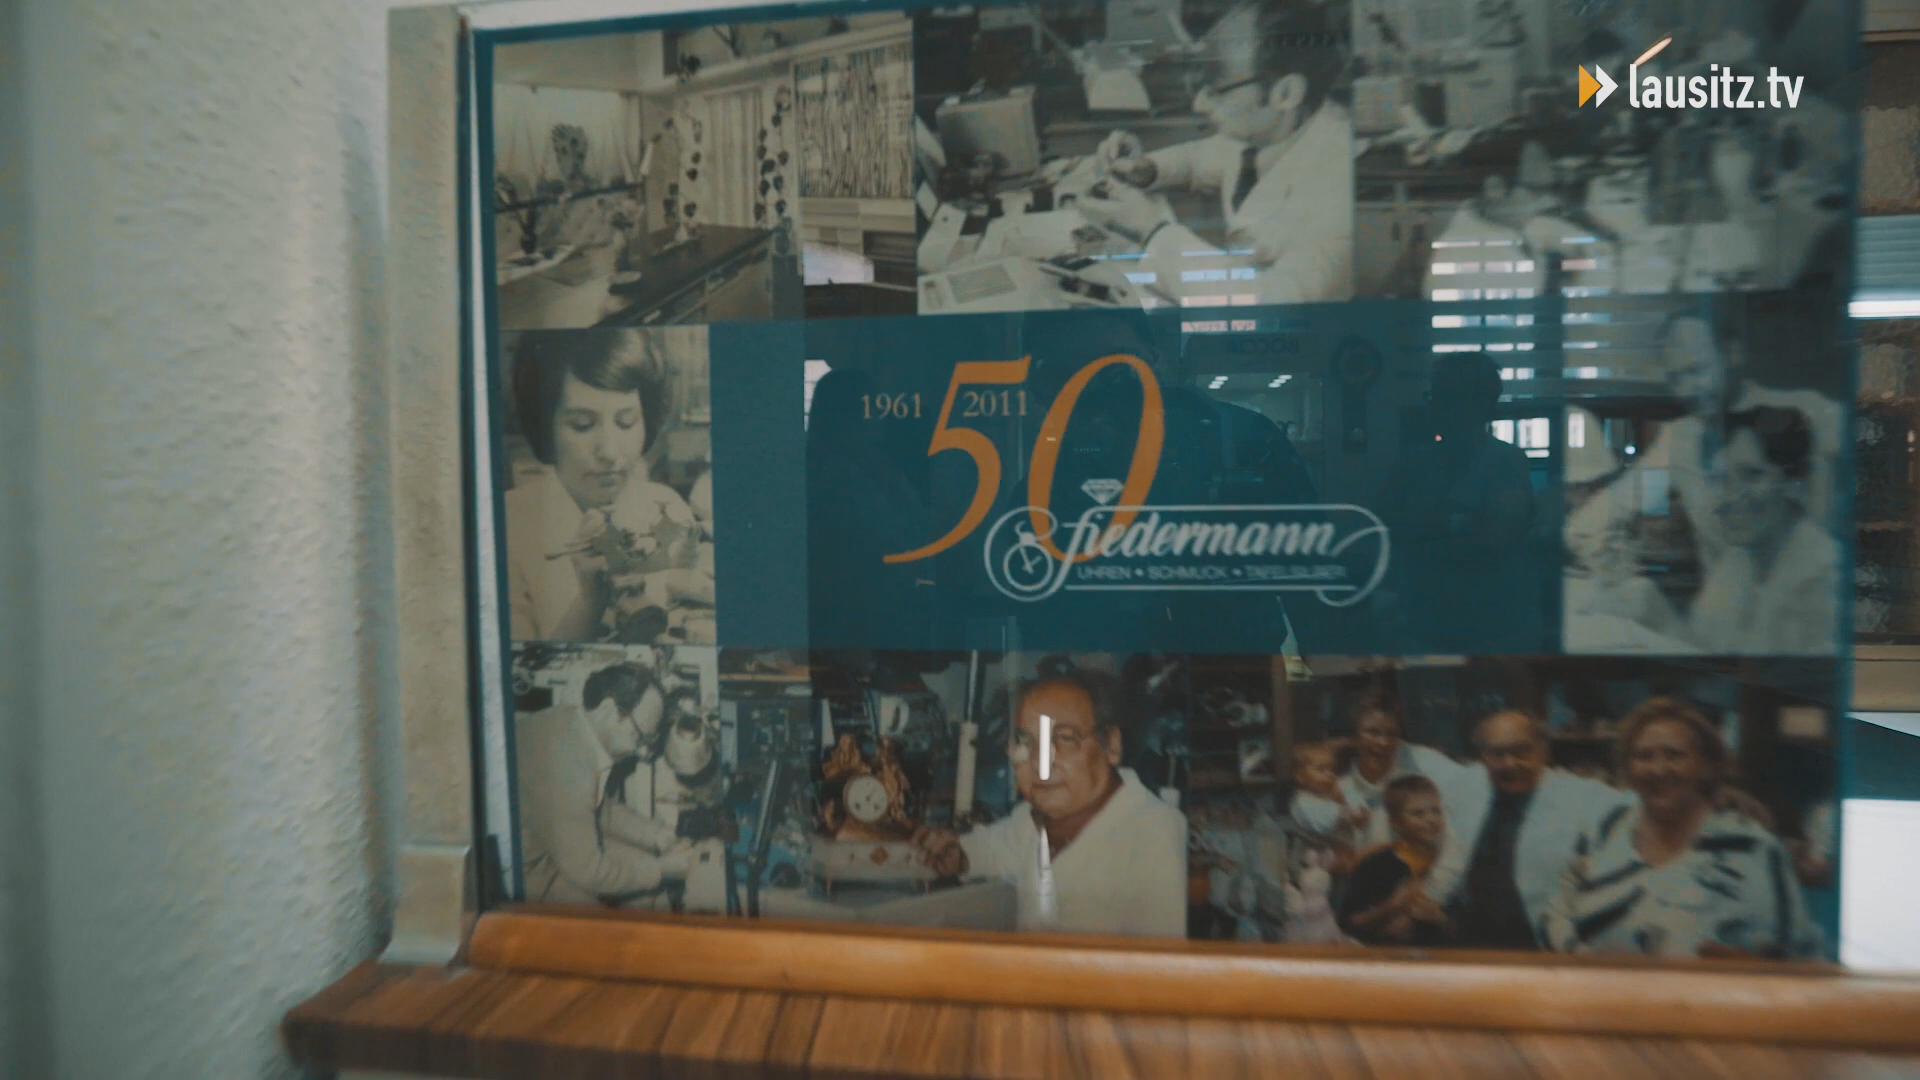 lausitz.tv
1961 50 2011
Fiedermann
UHREN • SCHMUCK • TAFELSILBER